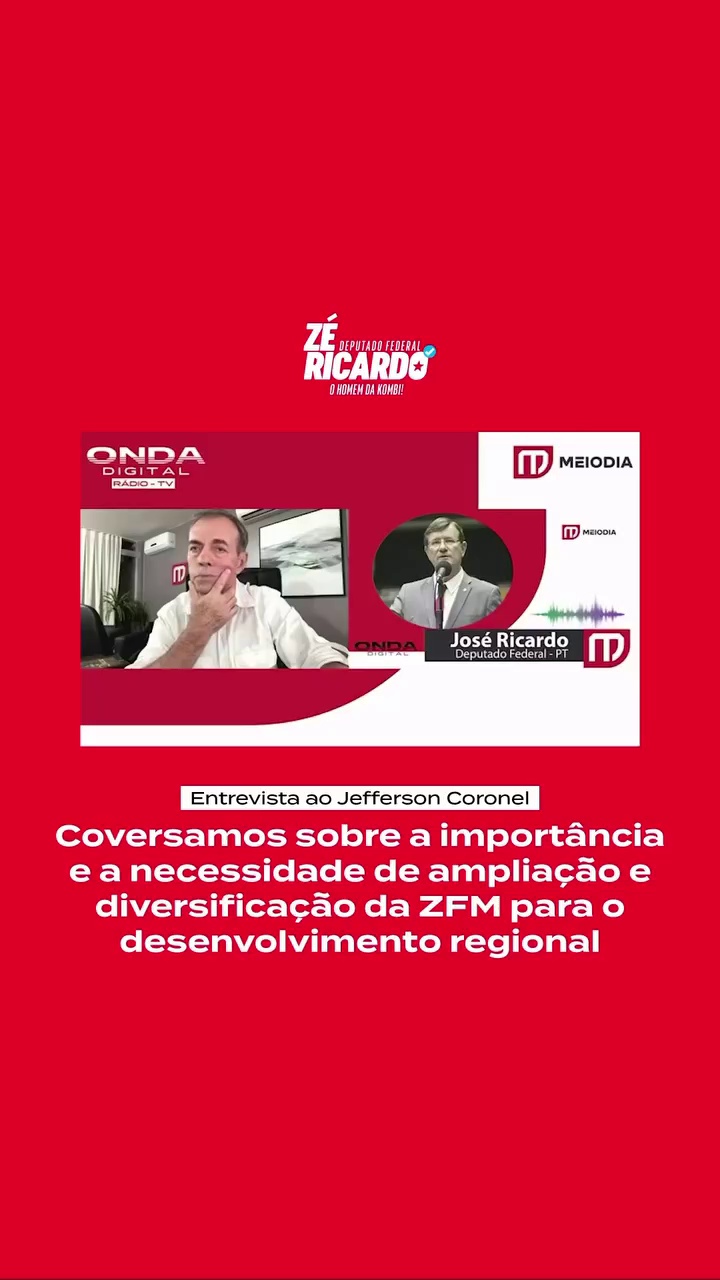 ZÉ
DEPUTADO FEDERAL
RICARDO
O HOMEM DA KOMBI!
ONDA
DIGITAL
RÁDIO - TV
MEIODIA
MEIODIA
ONDA
DIGITAL
José Ricardo
Deputado Federal - PT
Entrevista ao Jefferson Coronel
Coversamos sobre a importância
e a necessidade de ampliação e
diversificação da ZFM para o
desenvolvimento regional